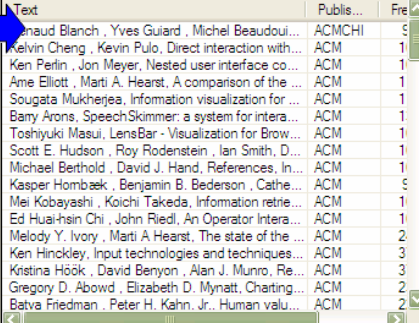 Text Publis... Fre
enaud Blanch , Yves Guiard , Michel Beaudoui... ACMCHI 9
Kelvin Cheng , Kevin Pulo, Direct interaction with... ACM 1
Ken Perlin , Jon Meyer, Nested user interface co... ACM 1
Ame Elliott , Marti A. Hearst, A comparison of the ... ACM 1
Sougata Mukherjea, Information visualization for ... ACM 1
Barry Arons, SpeechSkimmer: a system for intera... ACM 1
Toshiyuki Masui, LensBar - Visualization for Brow... ACM 1
Scott E. Hudson , Roy Rodenstein , Ian Smith, D... ACM 1
Michael Berthold , David J. Hand, References, In... ACM 1
Kasper Hornbæk , Benjamin B. Bederson , Cathe... ACM 9
Mei Kobayashi , Koichi Takeda, Information retrie... ACM 1
Ed Huai-hsin Chi , John Riedl, An Operator Intera... ACM 1
Melody Y. Ivory , Marti A Hearst, The state of the ... ACM 2
Ken Hinckley, Input technologies and techniques... ACM 3
Kristina Höök , David Benyon , Alan J. Munro, Re... ACM 3
Gregory D. Abowd , Elizabeth D. Mynatt, Charting... ACM 2
Batya Friedman , Peter H. Kahn, Jr., Human valu... ACM 2